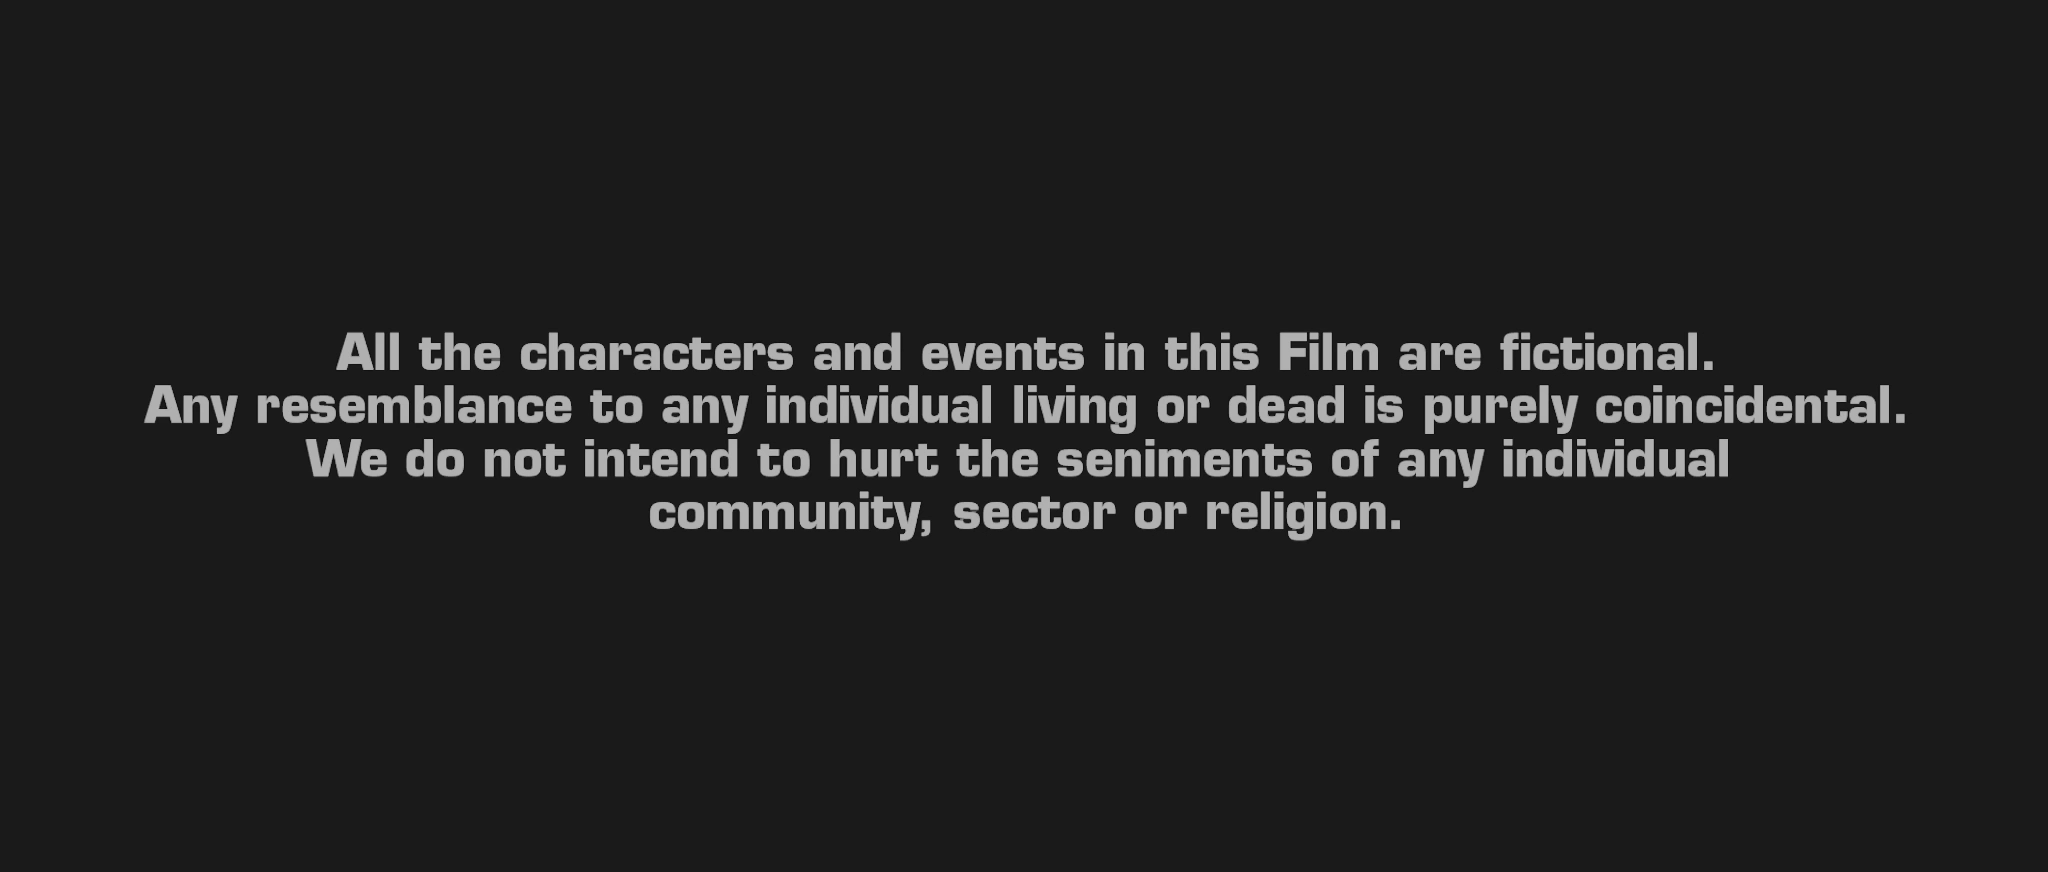 All the characters and events in this Film are fictional.
Any resemblance to any individual living or dead is purely coincidental.
We do not intend to hurt the seniments of any individual
community, sector or religion.